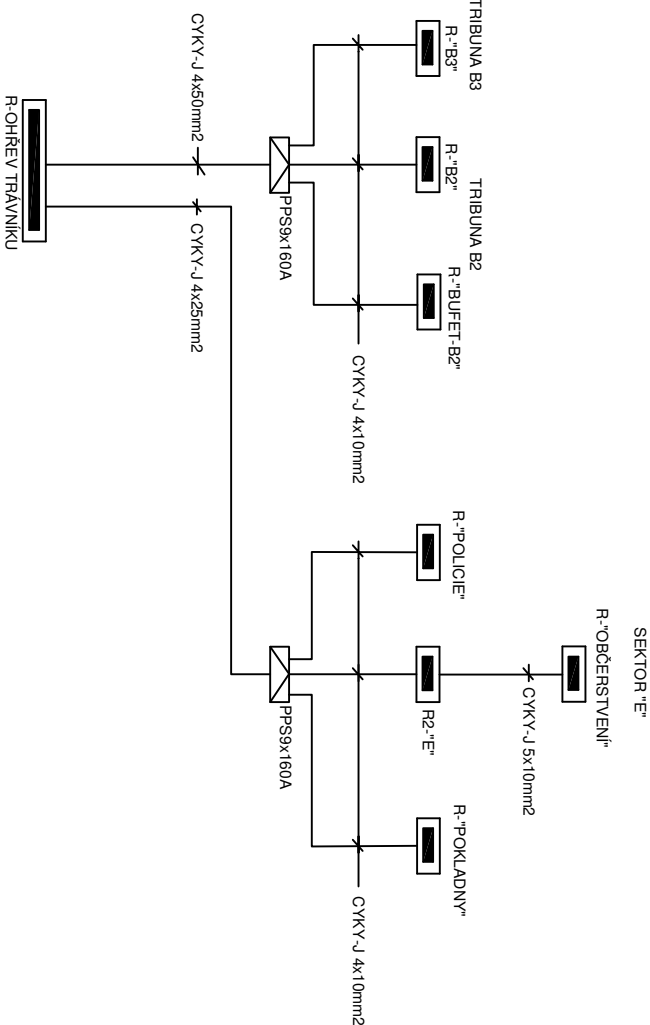 SEKTOR "E"
R-"OBČERSTVENÍ"
CYKY-J 5x10mm2
TRIBUNA B3
R-"B3"
TRIBUNA B2
R-"B2"
R-"BUFET-B2"
R-"POLICIE"
R2-"E"
R-"POKLADNY"
CYKY-J 4x10mm2
CYKY-J 4x10mm2
PPS9x160A
PPS9x160A
CYKY-J 4x50mm2
CYKY-J 4x25mm2
R-OHŘEV TRÁVNÍKU